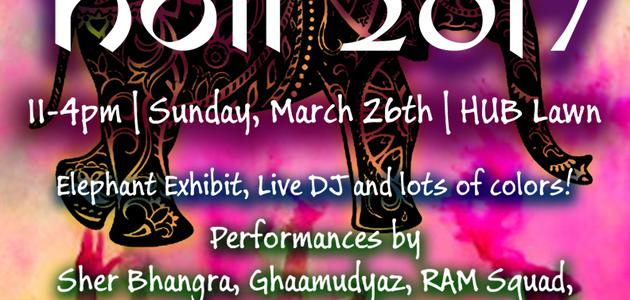 Holi 2017
11-4pm | Sunday, March 26th | HUB Lawn
Elephant Exhibit, Live DJ and lots of colors!
Performances by
Sher Bhangra, Ghaamudyaz, RAM Squad,